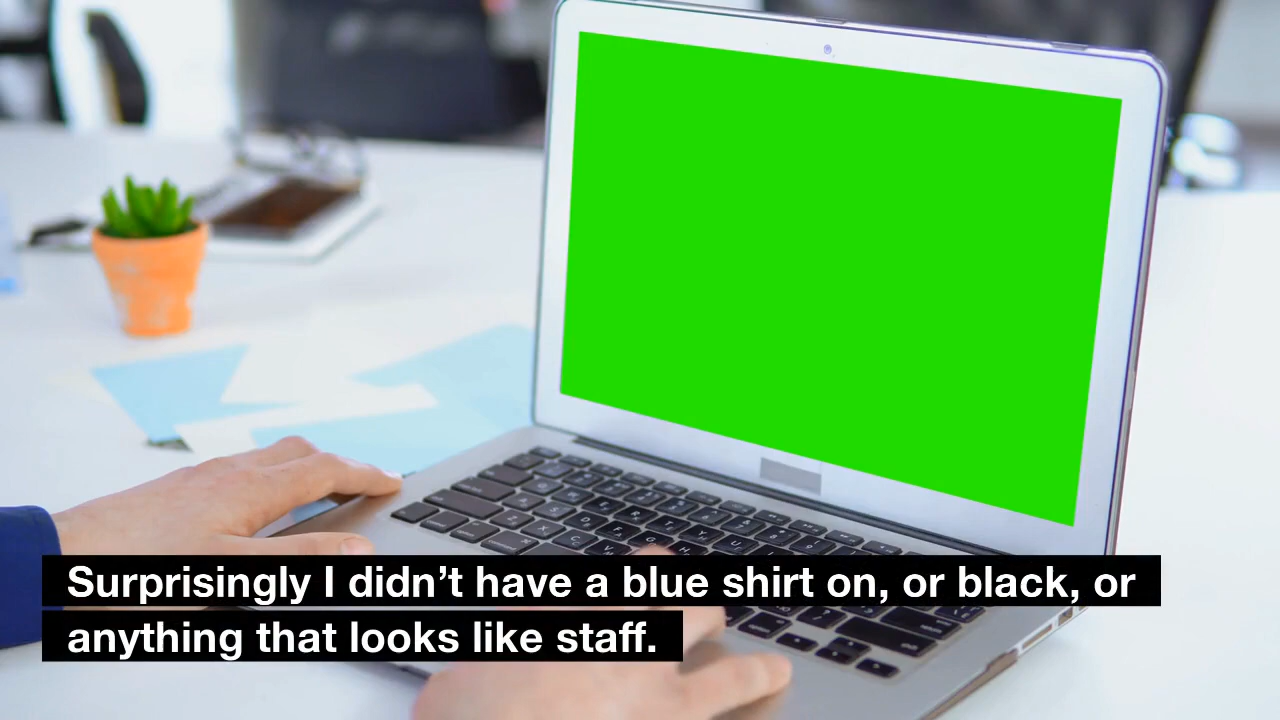 Surprisingly I didn’t have a blue shirt on, or black, or
anything that looks like staff.